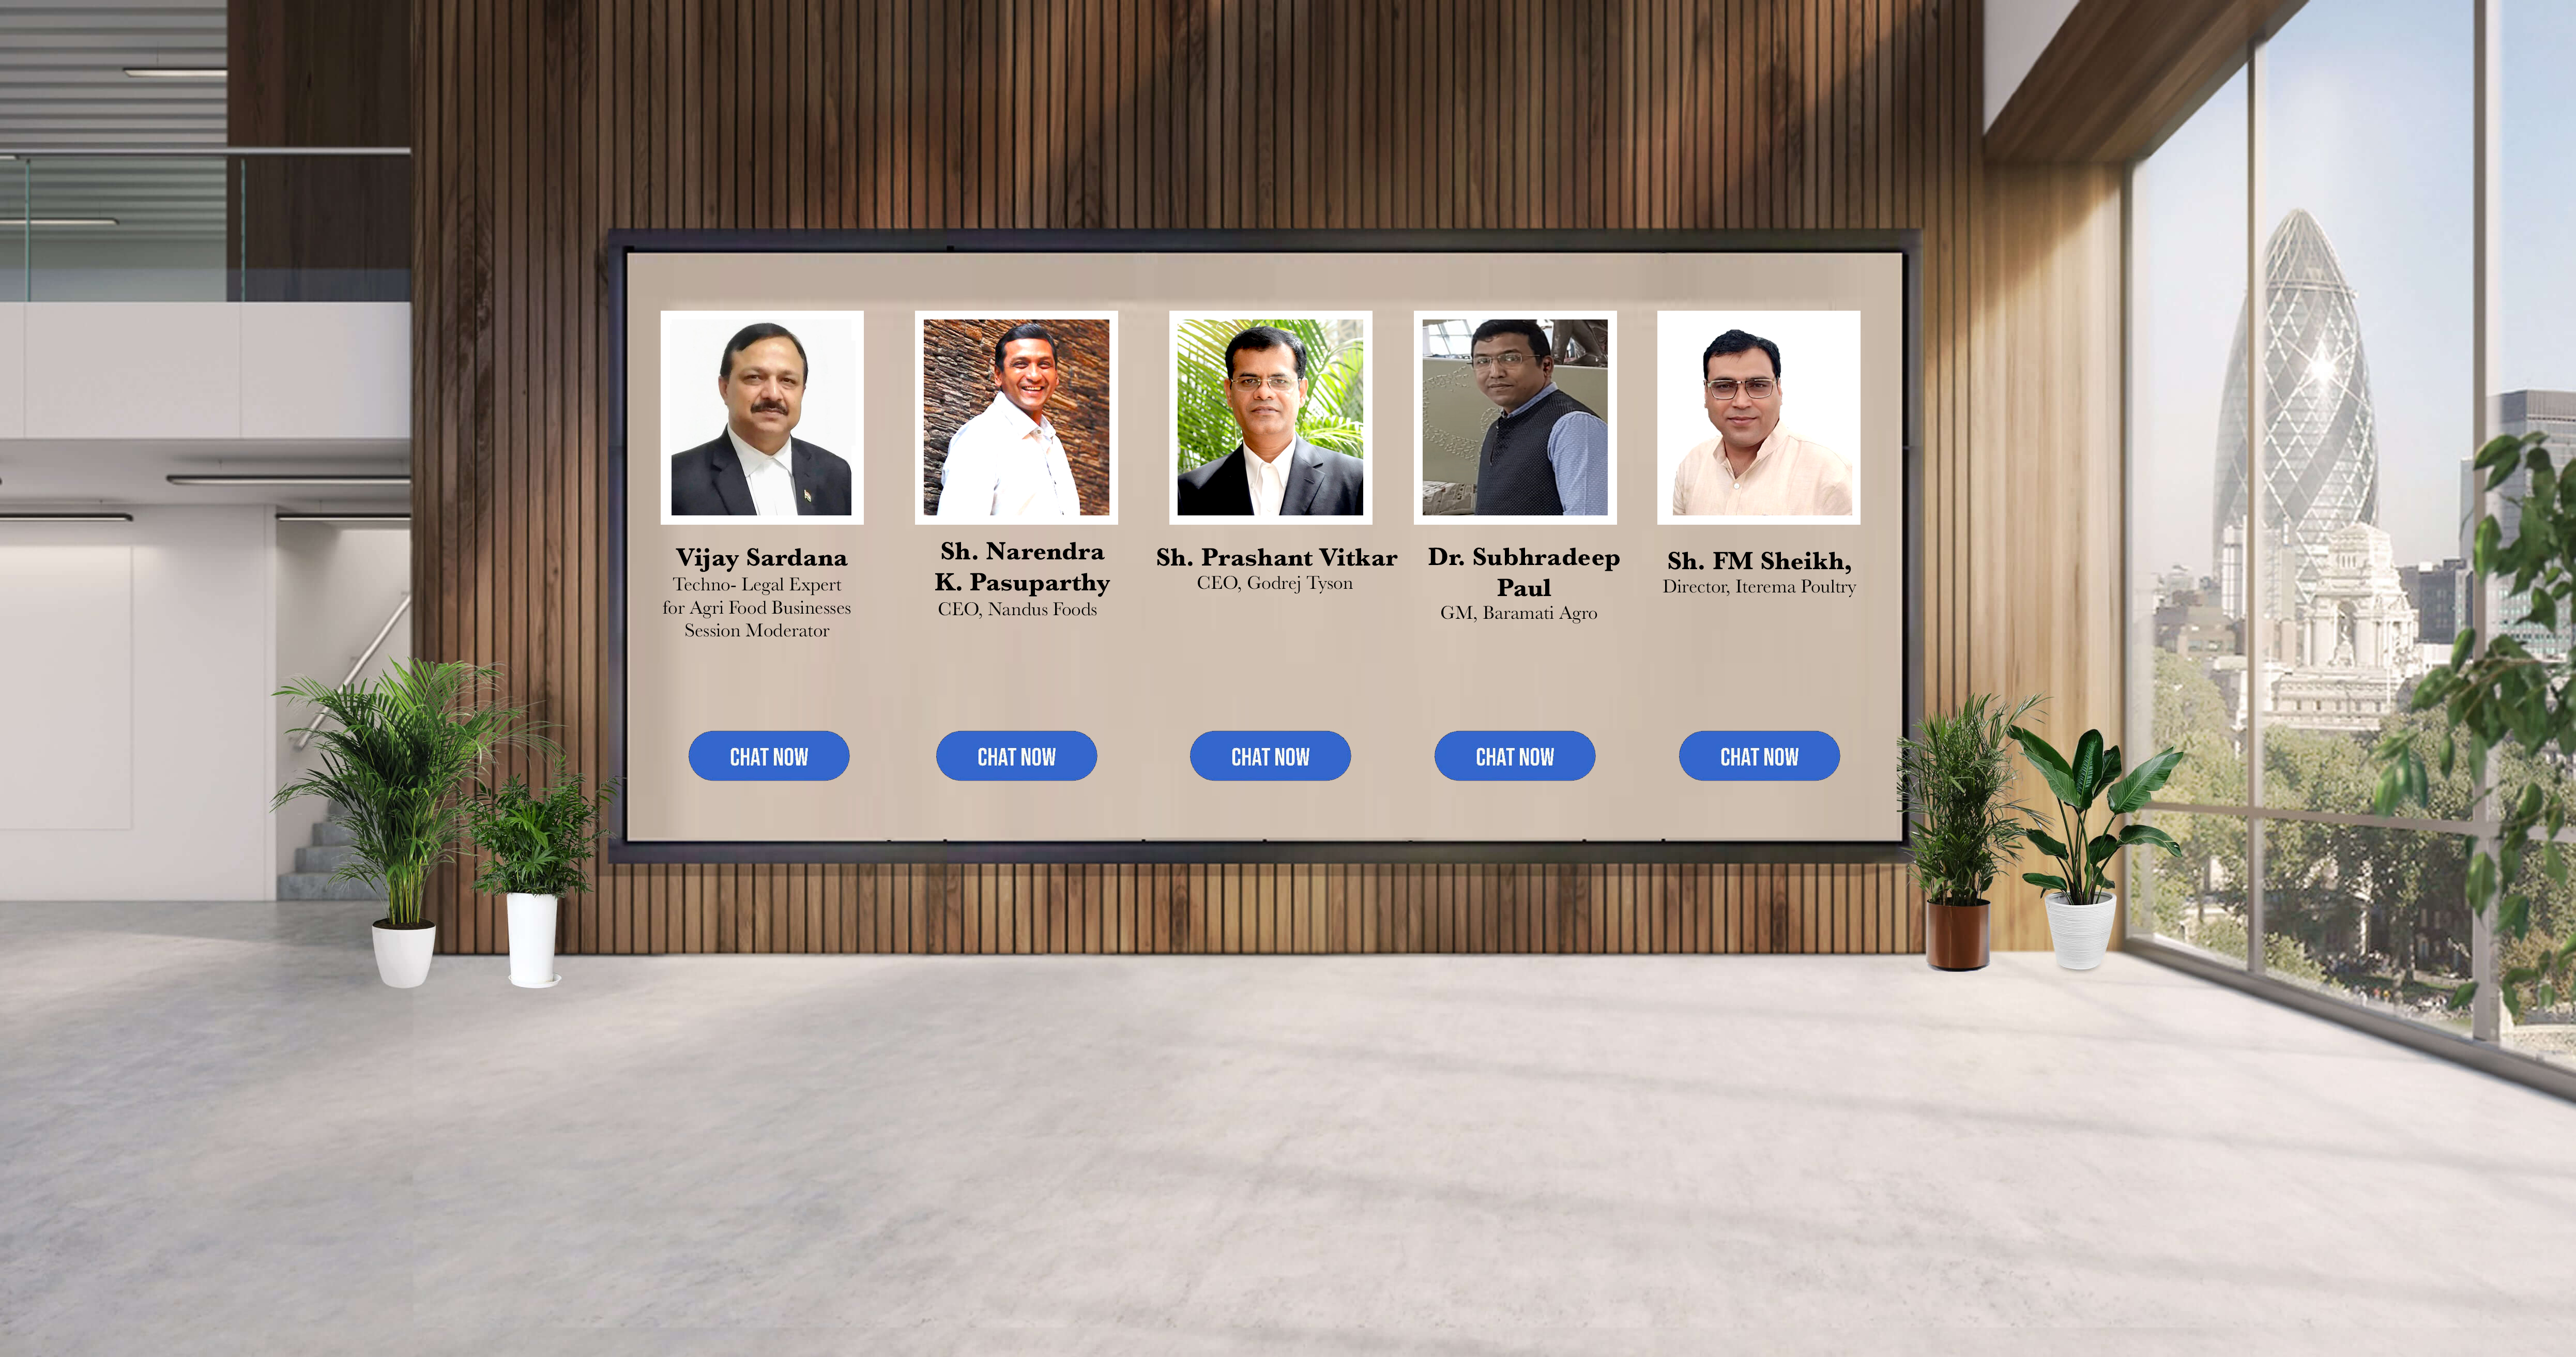 Vijay Sardana
Techno- Legal Expert
for Agri Food Businesses
Session Moderator
Sh. Narendra
K. Pasuparthy
CEO, Nandus Foods
Sh. Prashant Vitkar
CEO, Godrej Tyson
Dr. Subhradeep
Paul
GM, Baramati Agro
Sh. FM Sheikh,
Director, Iterema Poultry
CHAT NOW
CHAT NOW
CHAT NOW
CHAT NOW
CHAT NOW